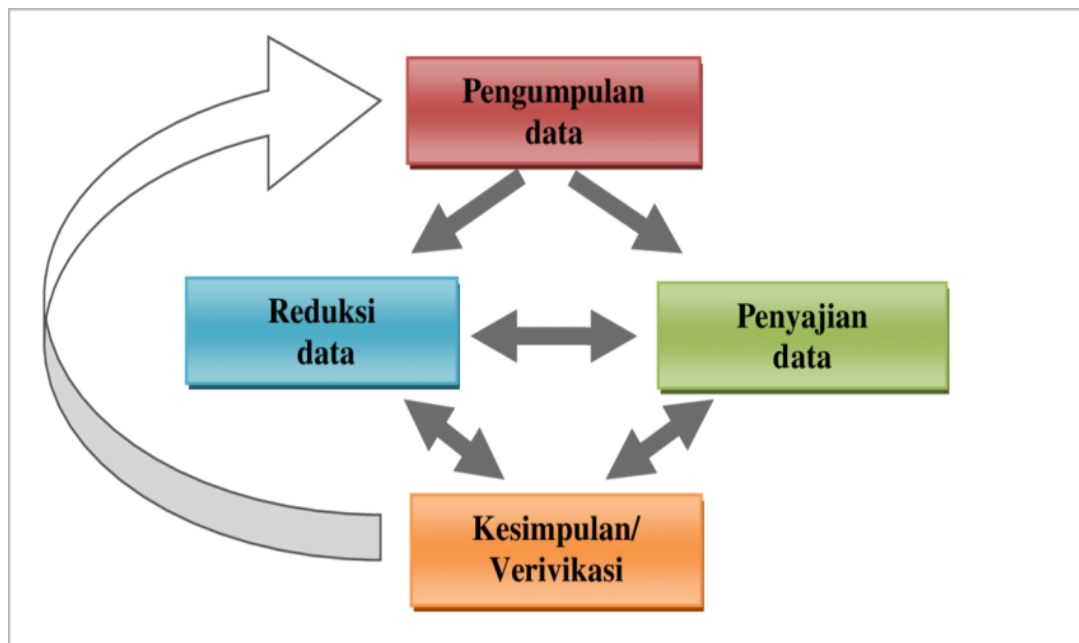 Pengumpulan
data
Reduksi
data
Penyajian
data
Kesimpulan/
Verivikasi